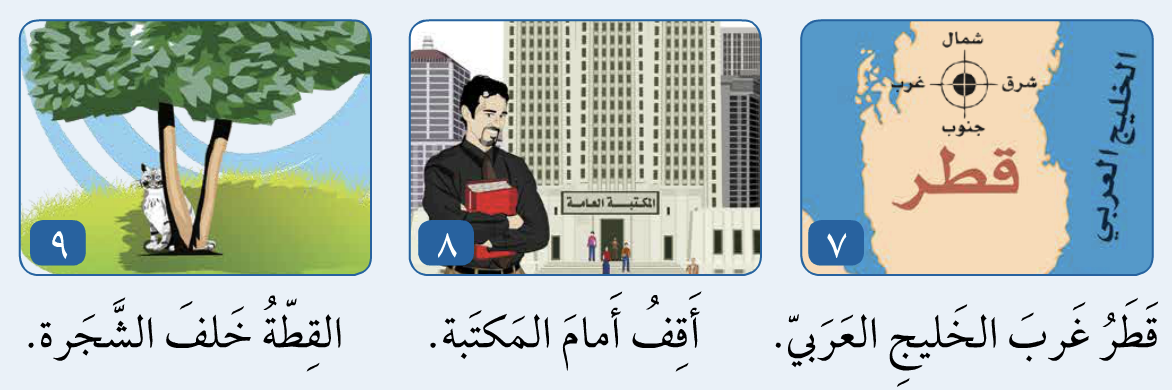 شمال
غرب
شرق
جنوب
قطر
الخليج العربي
٧
قَطَرُ غَربَ الخَليجِ العَرَبيّ.
المكتبة العامة
٨
أَقِفُ أَمامَ المَكتَبة.
٩
القِطّةُ خَلفَ الشَّجَرة.